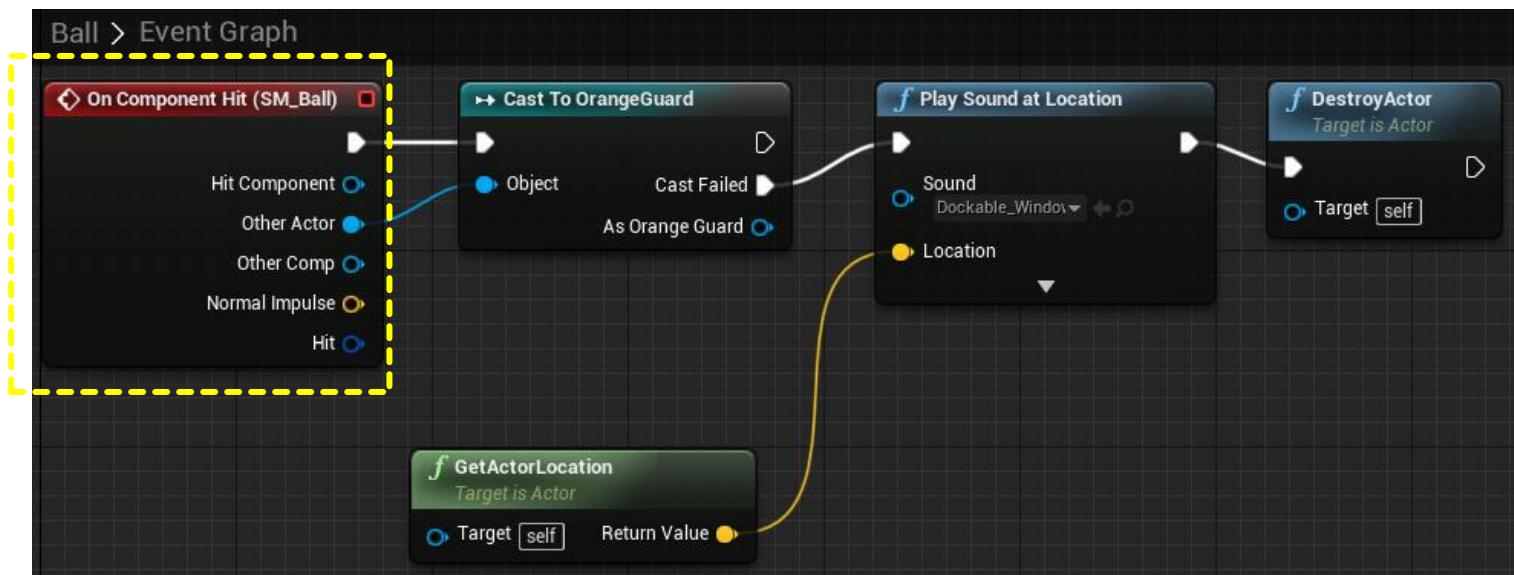 Ball > Event Graph
On Component Hit (SM_Ball)
Hit Component
Other Actor
Other Comp
Normal Impulse
Hit
Cast To OrangeGuard
Object
Cast Failed
As Orange Guard
f Play Sound at Location
Sound
Dockable_Window
Location
f DestroyActor
Target is Actor
Target self
f GetActorLocation
Target is Actor
Target self
Return Value